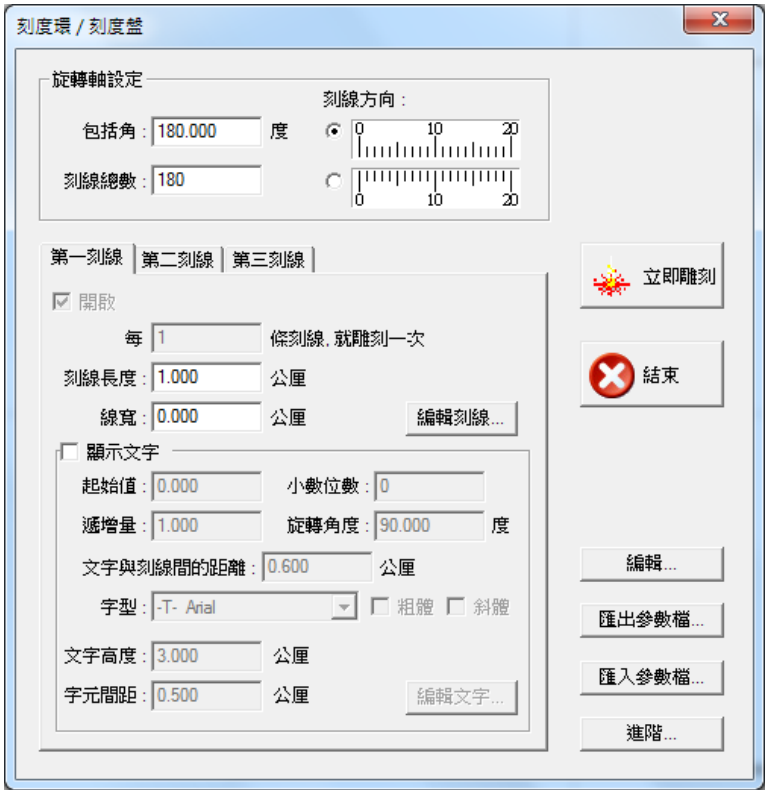 刻度環 / 刻度盤
旋轉軸設定
包括角 : 180.000 度
刻線總數 : 180
刻線方向 :
0 10 20
0 10 20
第一刻線 第二刻線 第三刻線
開啟
每 1 條刻線, 就雕刻一次
刻線長度 : 1.000 公厘
線寬 : 0.000 公厘
編輯刻線...
顯示文字
起始值 : 0.000 小數位數 : 0
遞增量 : 1.000 旋轉角度 : 90.000 度
文字與刻線間的距離 : 0.600 公厘
字型 : -T- Arial 粗體 斜體
文字高度 : 3.000 公厘
字元間距 : 0.500 公厘
編輯文字...
立即雕刻
結束
編輯...
匯出參數檔...
匯入參數檔...
進階...